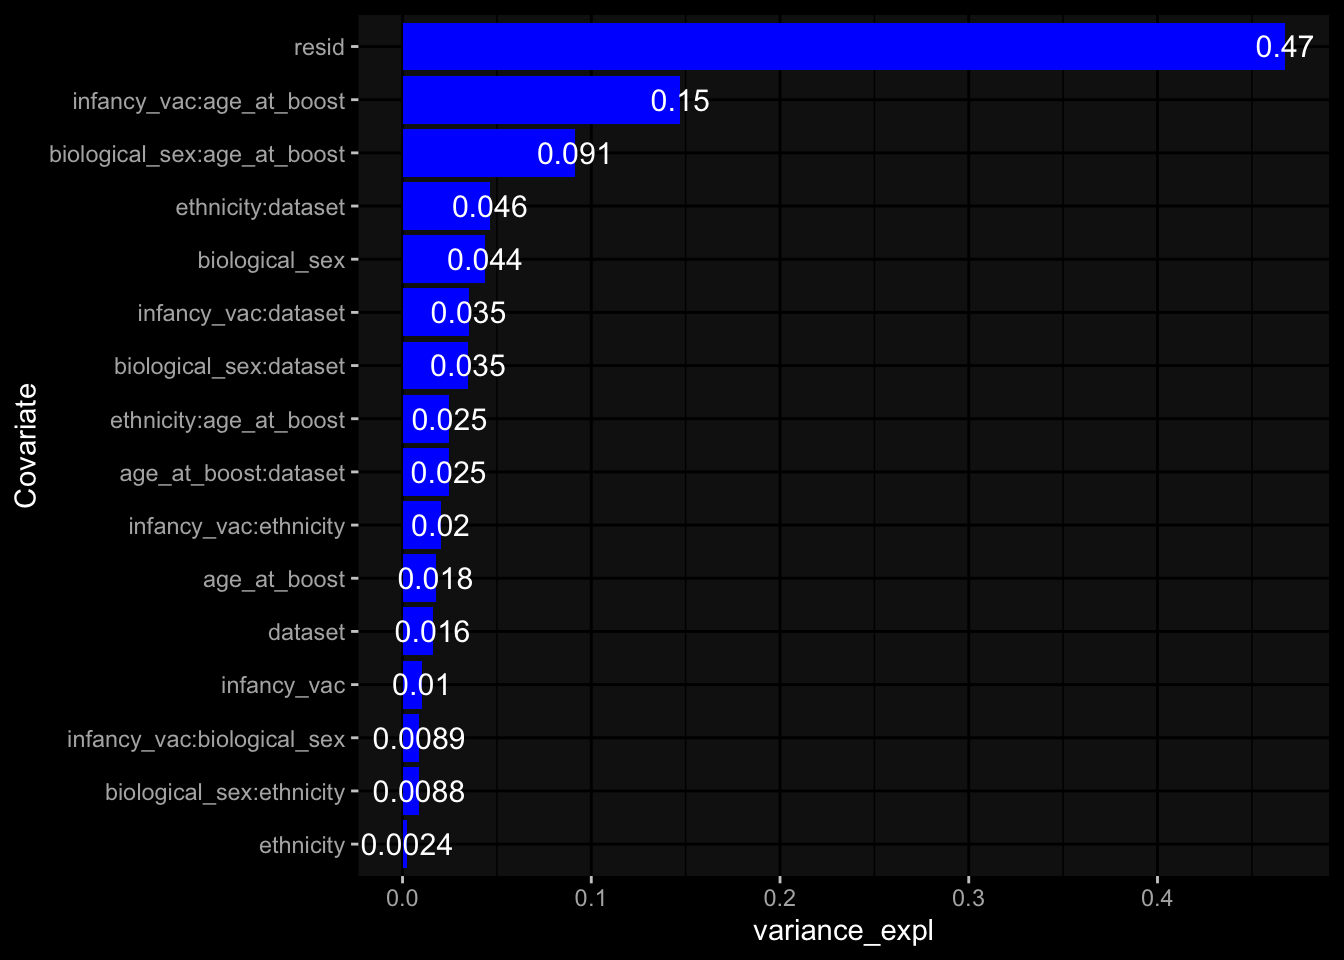 resid 0.47
infancy_vac:age_at_boost 0.15
biological_sex:age_at_boost 0.091
ethnicity:dataset 0.046
biological_sex 0.044
infancy_vac:dataset 0.035
biological_sex:dataset 0.035
ethnicity:age_at_boost 0.025
age_at_boost:dataset 0.025
infancy_vac:ethnicity 0.02
age_at_boost 0.018
dataset 0.016
infancy_vac 0.01
infancy_vac:biological_sex 0.0089
biological_sex:ethnicity 0.0088
ethnicity 0.0024
Covariate
0.0 0.1 0.2 0.3 0.4
variance_expl